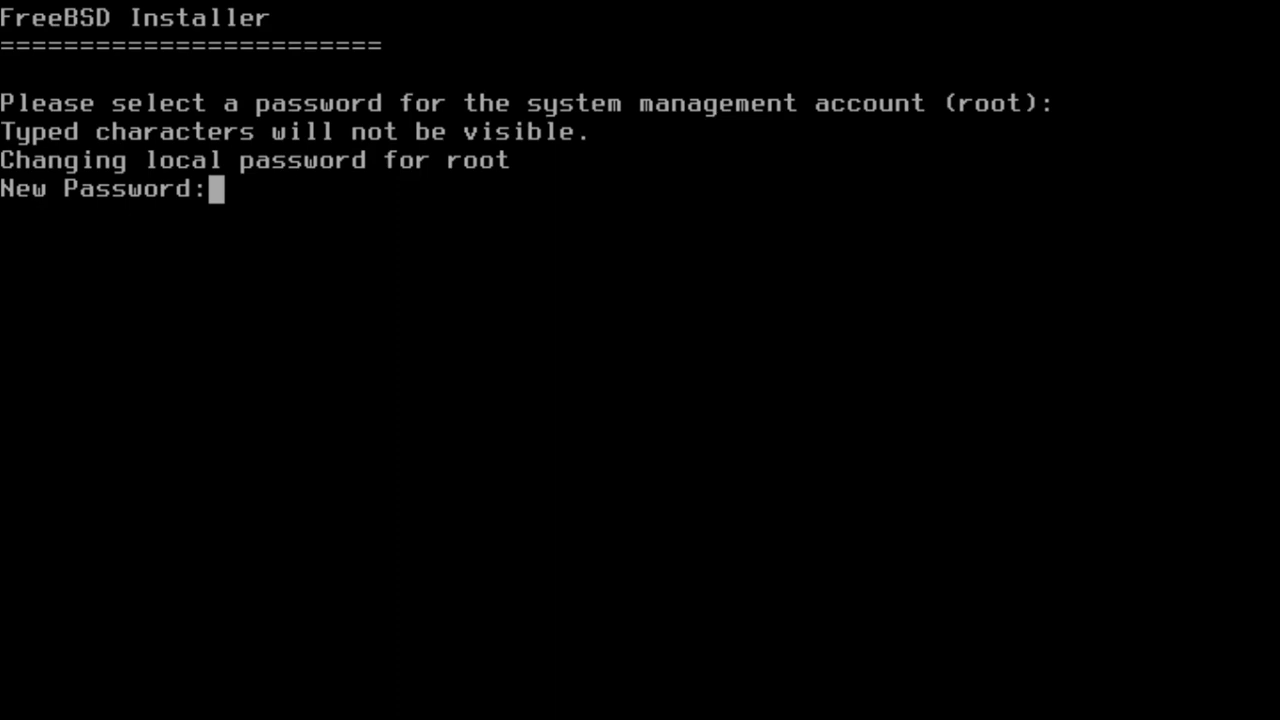 FreeBSD Installer
========================
Please select a password for the system management account (root):
Typed characters will not be visible.
Changing local password for root
New Password: